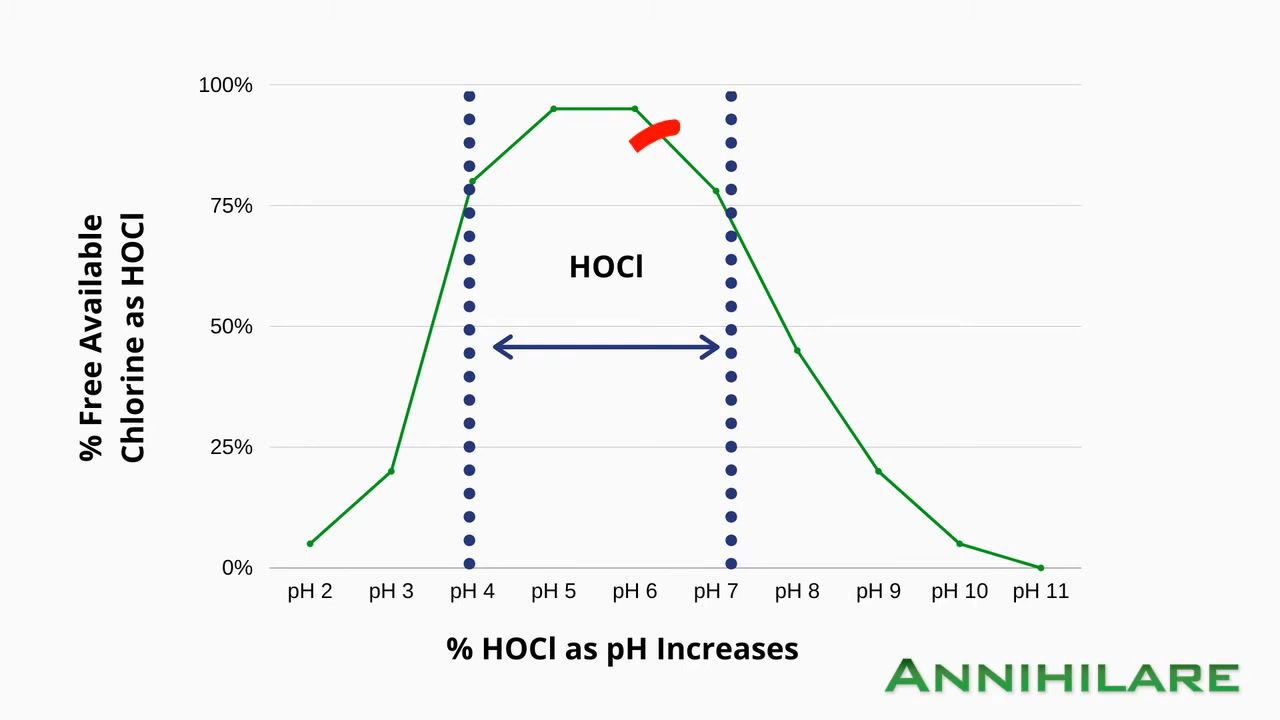 100%
75%
50%
25%
0%
% Free Available
Chlorine as HOCl
HOCl
pH 2 pH 3 pH 4 pH 5 pH 6 pH 7 pH 8 pH 9 pH 10 pH 11
% HOCl as pH Increases
ANNIHILARE